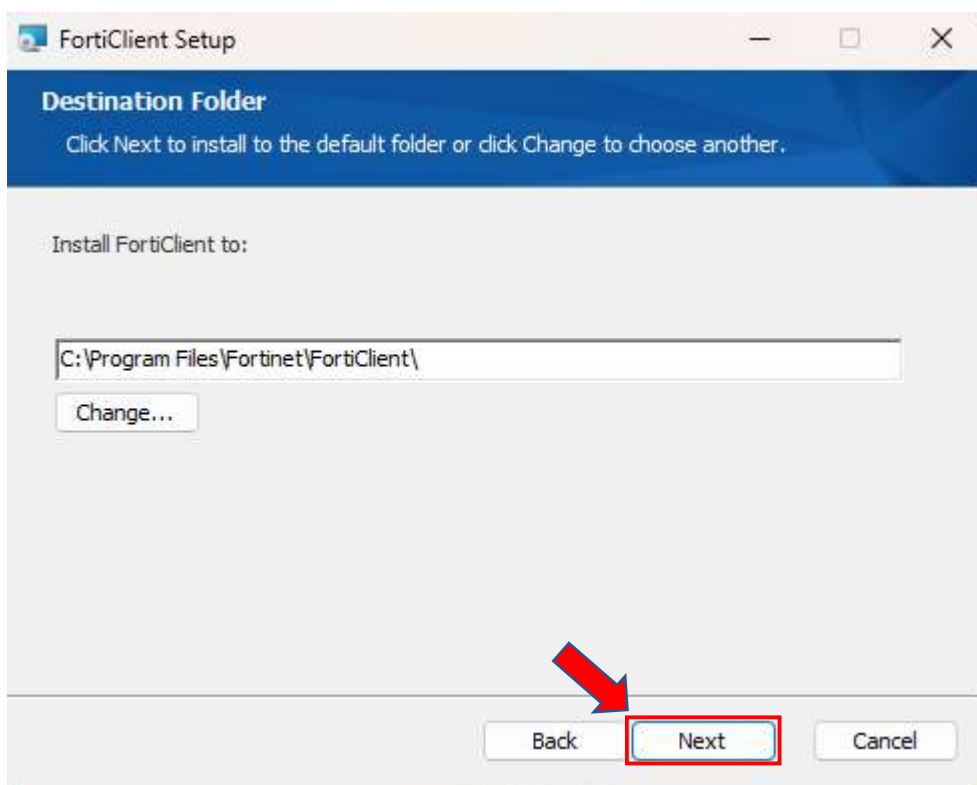 FortiClient Setup
Destination Folder
Click Next to install to the default folder or click Change to choose another.
Install FortiClient to:
C:\Program Files\Fortinet\FortiClient\
Change...
Back Next Cancel